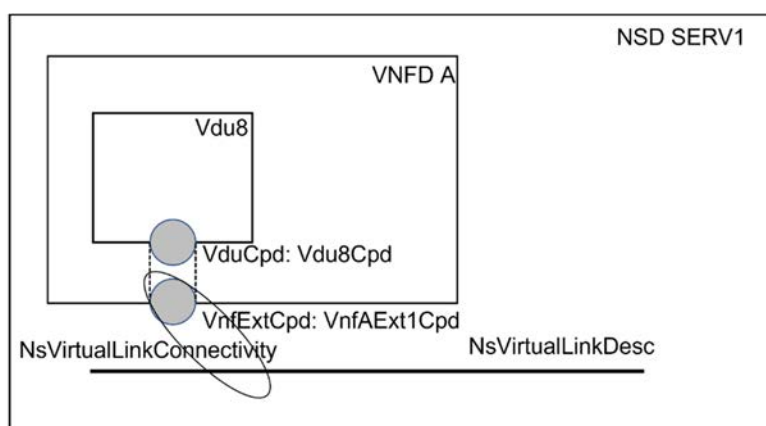 NSD SERV1
VNFD A
Vdu8
VduCpd: Vdu8Cpd
VnfExtCpd: VnfAExt1Cpd
NsVirtualLinkConnectivity
NsVirtualLinkDesc